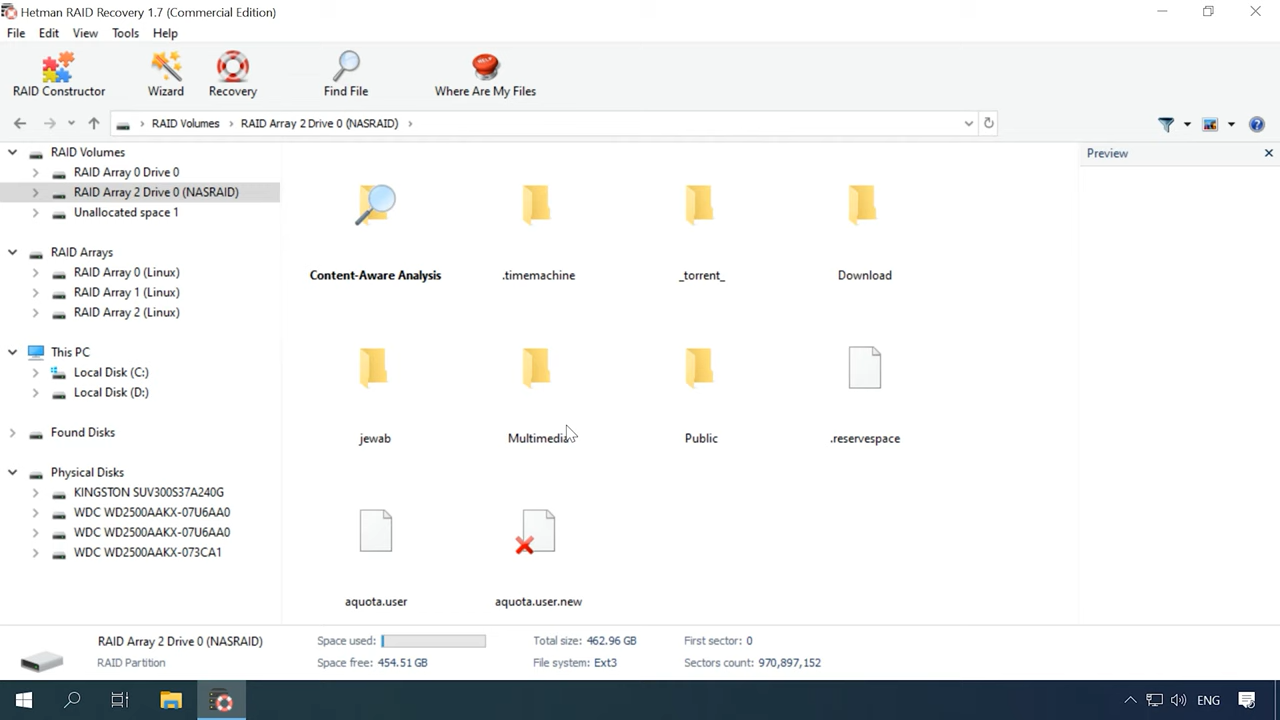 Hetman RAID Recovery 1.7 (Commercial Edition)
File Edit View Tools Help
RAID Constructor Wizard Recovery Find File Where Are My Files
HELP
RAID Volumes RAID Array 2 Drive 0 (NASRAID)
RAID Volumes
RAID Array 0 Drive 0
RAID Array 2 Drive 0 (NASRAID)
Unallocated space 1
RAID Arrays
RAID Array 0 (Linux)
RAID Array 1 (Linux)
RAID Array 2 (Linux)
This PC
Local Disk (C:)
Local Disk (D:)
Found Disks
Physical Disks
KINGSTON SUV300S37A240G
WDC WD2500AAKX-07U6AA0
WDC WD2500AAKX-07U6AA0
WDC WD2500AAKX-073CA1
Content-Aware Analysis .timemachine _torrent_ Download
jewab Multimedia Public .reservespace
aquota.user aquota.user.new
Preview
RAID Array 2 Drive 0 (NASRAID) Space used: Total size: 462.96 GB First sector: 0
RAID Partition Space free: 454.51 GB File system: Ext3 Sectors count: 970,897,152
ENG